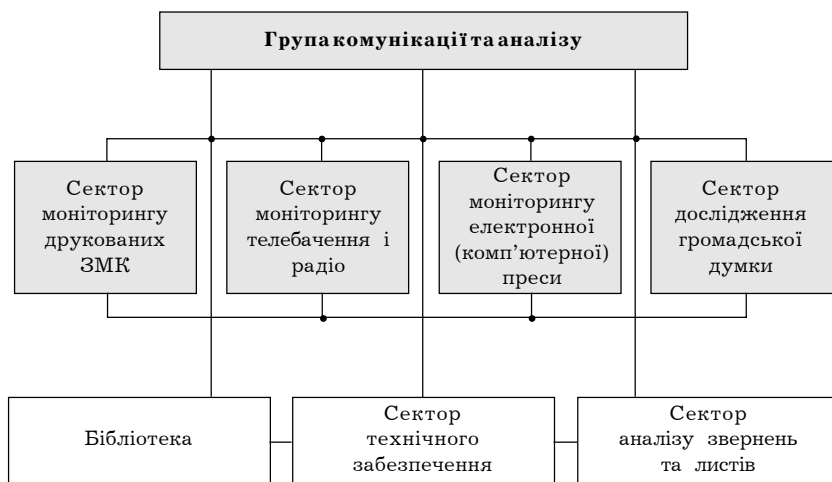 Група комунікації та аналізу
Сектор
моніторингу
друкованих
ЗМК
Сектор
моніторингу
телебачення і
радіо
Сектор
моніторингу
електронної
(комп’ютерної)
преси
Сектор
дослідження
громадської
думки
Бібліотека
Сектор
технічного
забезпечення
Сектор
аналізу звернень
та листів